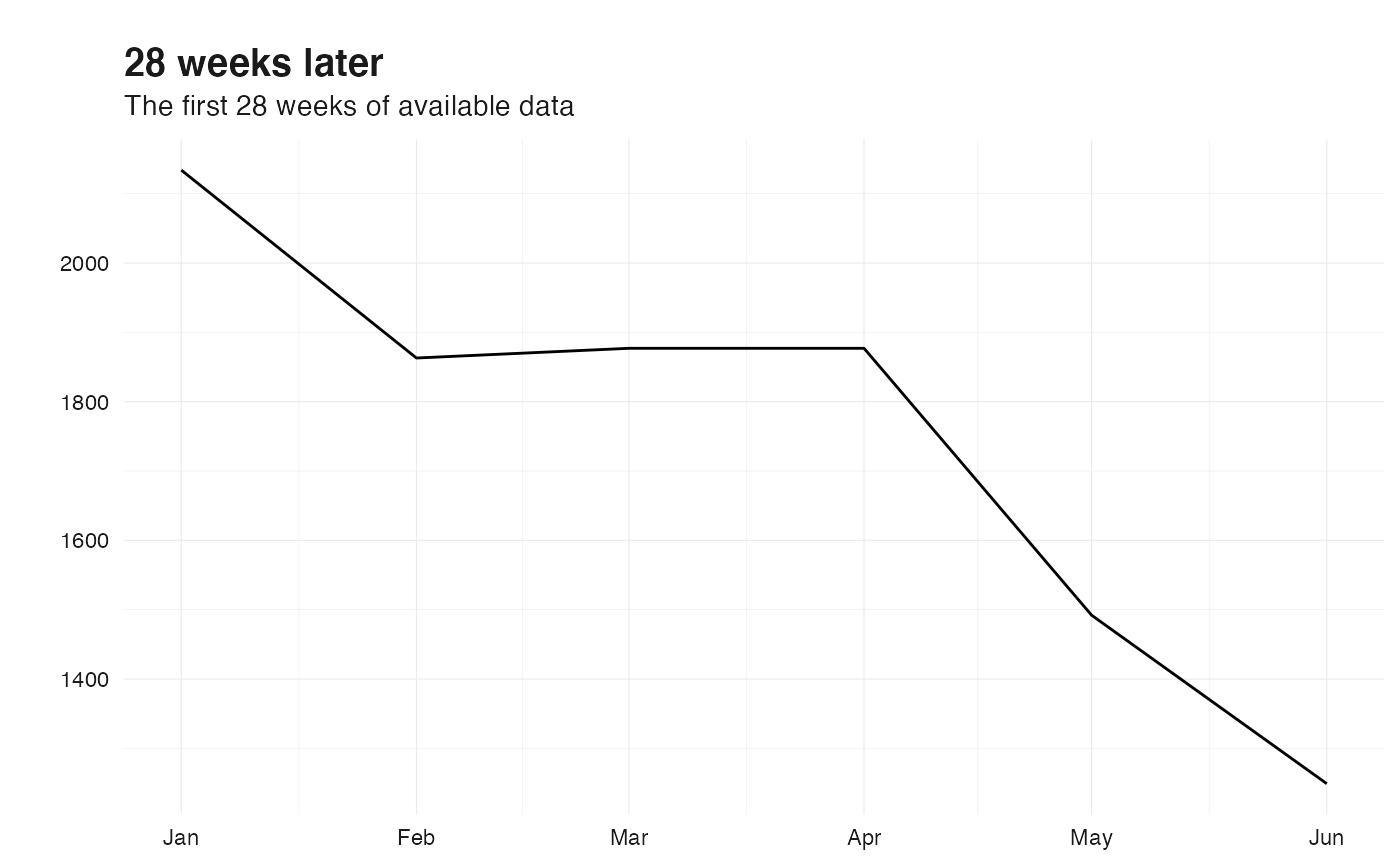 28 weeks later
The first 28 weeks of available data
2000
1800
1600
1400
Jan Feb Mar Apr May Jun